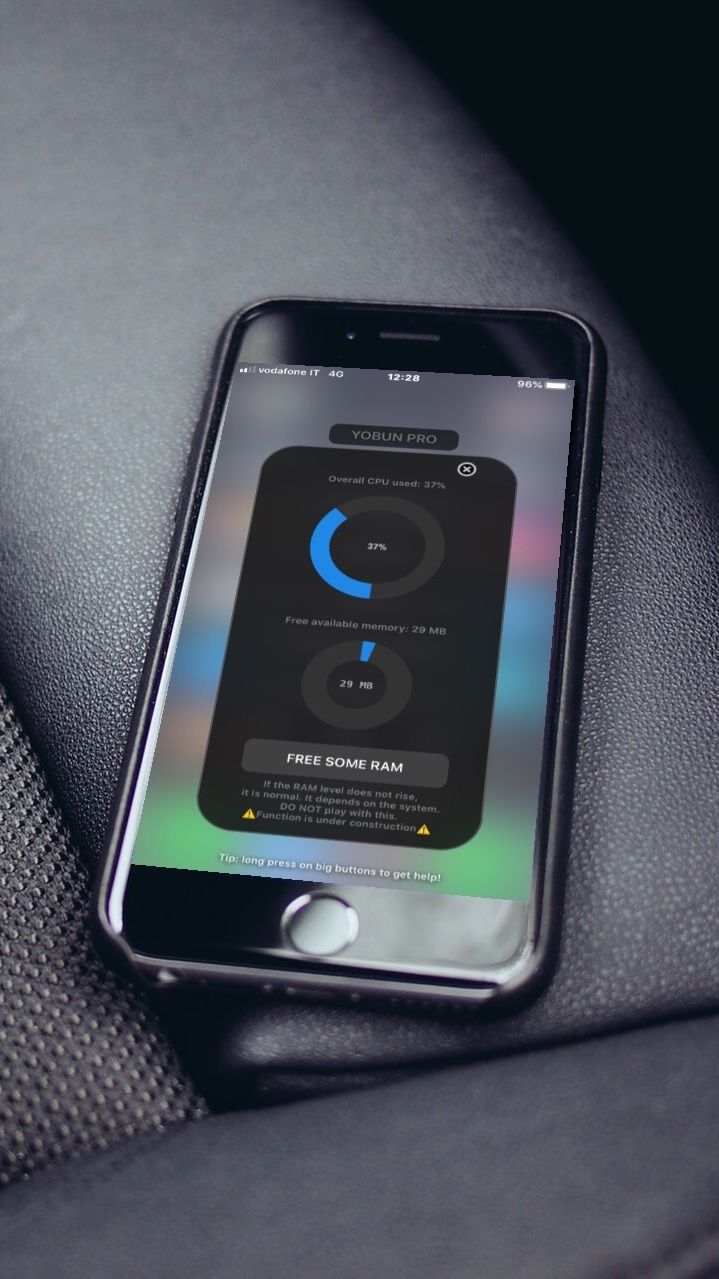 vodafone IT 4G 12:28 96%
YOBUN PRO
Overall CPU used: 37%
37%
Free available memory: 29 MB
29 MB
FREE SOME RAM
If the RAM level does not rise,
it is normal. It depends on the system.
DO NOT play with this.
⚠️Function is under construction⚠️
Tip: long press on big buttons to get help!